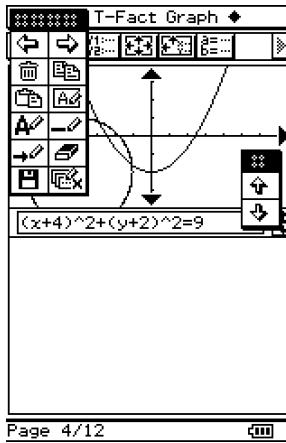 T-Fact Graph ◆
(x+4)^2+(y+2)^2=9
Page 4/12